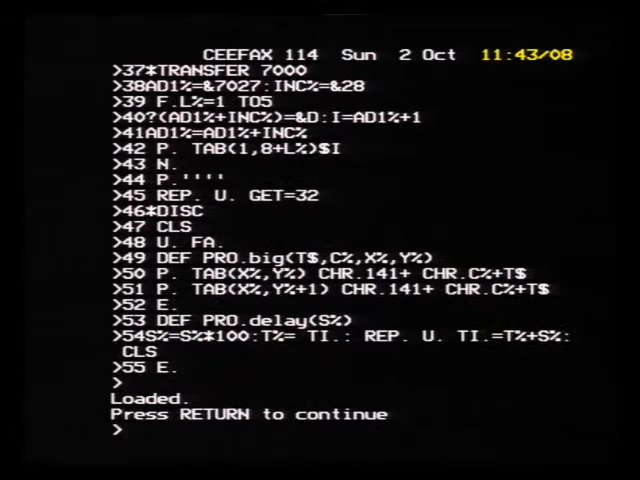 CEEFAX 114 Sun 2 Oct 11:43/08
>37*TRANSFER 7000
>38AD1%=&7027:INC%=&28
>39 F.L%=1 TO5
>40?(AD1%+INC%)=&D:I=AD1%+1
>41AD1%=AD1%+INC%
>42 P. TAB(1,8+L%)$I
>43 N.
>44 P.''''
>45 REP. U. GET=32
>46*DISC
>47 CLS
>48 U. FA.
>49 DEF PRO.big(T$,C%,X%,Y%)
>50 P. TAB(X%,Y%) CHR.141+ CHR.C%+T$
>51 P. TAB(X%,Y%+1) CHR.141+ CHR.C%+T$
>52 E.
>53 DEF PRO.delay(S%)
>54S%=S%*100:T%= TI.: REP. U. TI.=T%+S%:
CLS
>55 E.
>
Loaded.
Press RETURN to continue
>